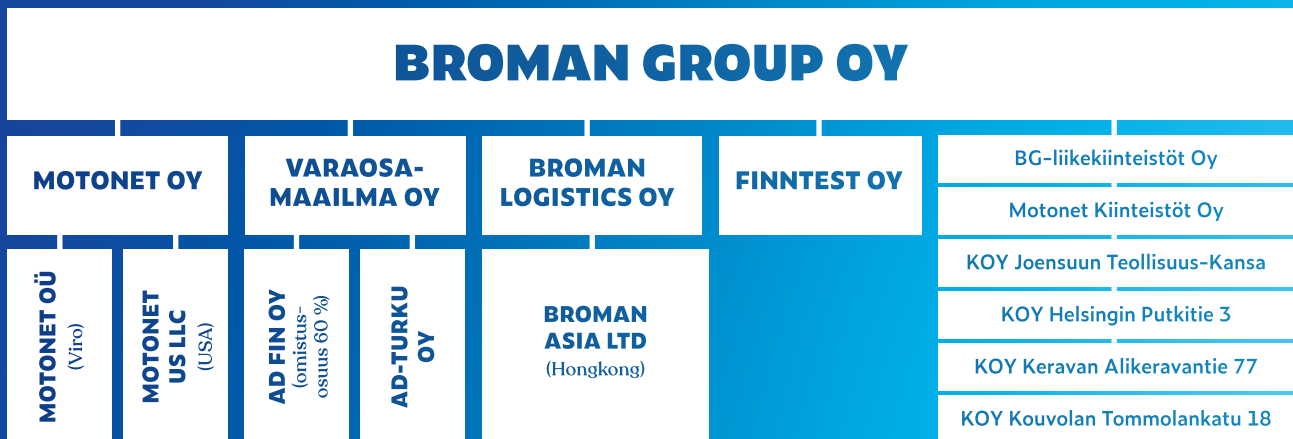 BROMAN GROUP OY
MOTONET OY
VARAOSA-
MAAILMA OY
BROMAN
LOGISTICS OY
FINNTEST OY
MOTONET OÜ
(Viro)
MOTONET
US LLC
(USA)
AD FIN OY
(omistus-
osuus 60 %)
AD-TURKU
OY
BROMAN
ASIA LTD
(Hongkong)
BG-liikekiinteistöt Oy
Motonet Kiinteistöt Oy
KOY Joensuun Teollisuus-Kansa
KOY Helsingin Putkitie 3
KOY Keravan Alikeravantie 77
KOY Kouvolan Tommolankatu 18